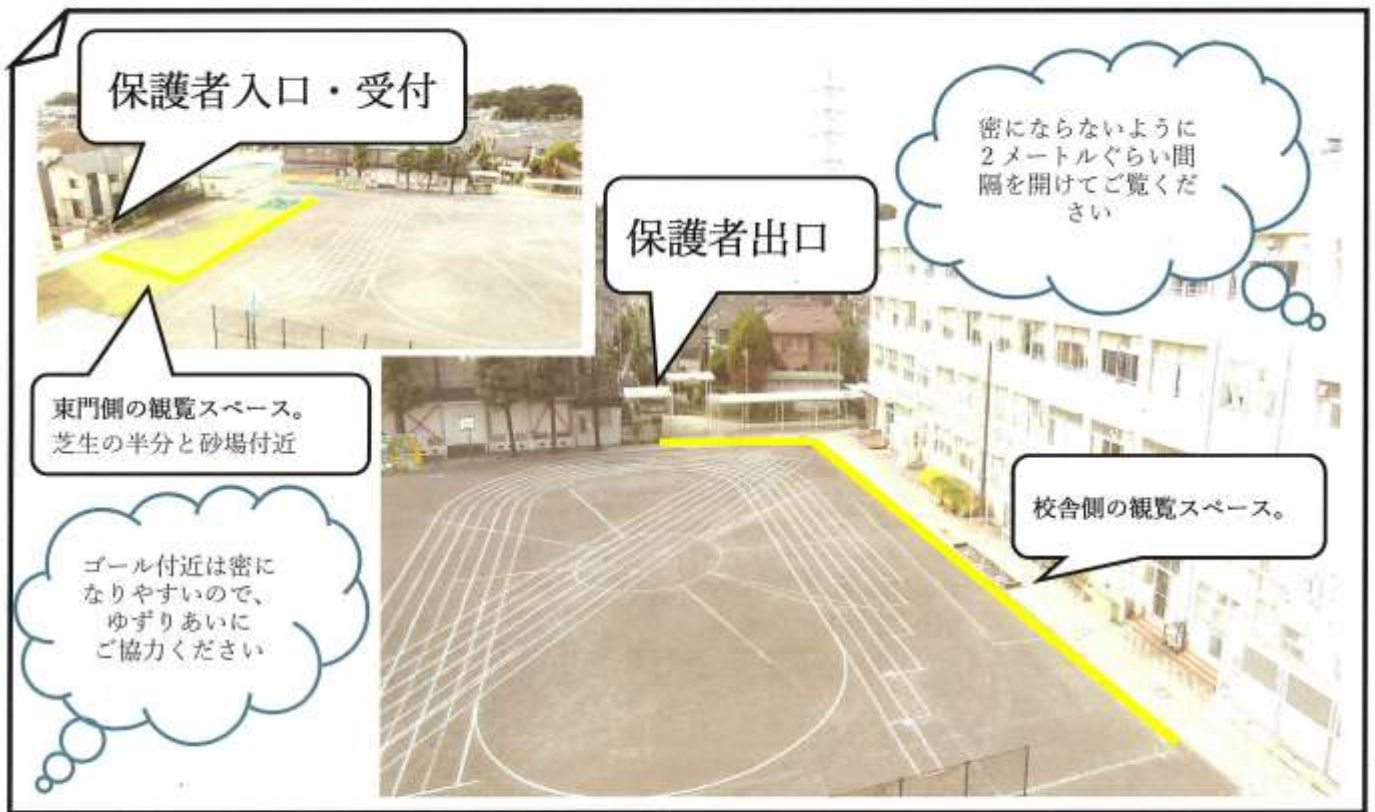 保護者入口・受付
密にならないように
2メートルぐらい間
隔を開けてご覧くだ
さい
保護者出口
東門側の観覧スペース。
芝生の半分と砂場付近
校舎側の観覧スペース。
ゴール付近は密に
なりやすいので、
ゆずりあいに
ご協力ください